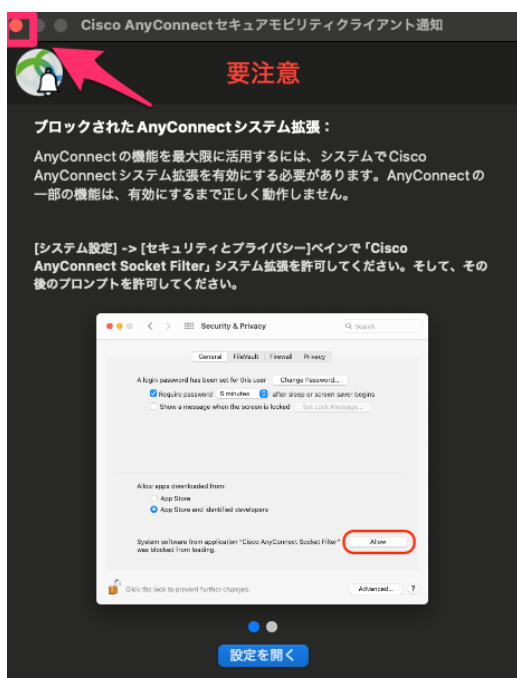 Cisco AnyConnectセキュアモビリティクライアント通知
要注意
ブロックされたAnyConnectシステム拡張：
AnyConnectの機能を最大限に活用するには、システムでCisco
AnyConnectシステム拡張を有効にする必要があります。AnyConnectの
一部の機能は、有効にするまで正しく動作しません。
[システム設定] -> [セキュリティとプライバシー]ペインで「Cisco
AnyConnect Socket Filter」システム拡張を許可してください。そして、その
後のプロンプトを許可してください。
Security & Privacy
Search
General FileVault Firewall Privacy
A login password has been set for this user Change Password...
Require password 5 minutes after sleep or screen saver begins
Show a message when the screen is locked Set Lock Message...
Allow apps downloaded from:
App Store
App Store and identified developers
System software from application "Cisco AnyConnect Socket Filter"
was blocked from loading.
Allow
Click the lock to prevent further changes.
Advanced...
?
設定を開く